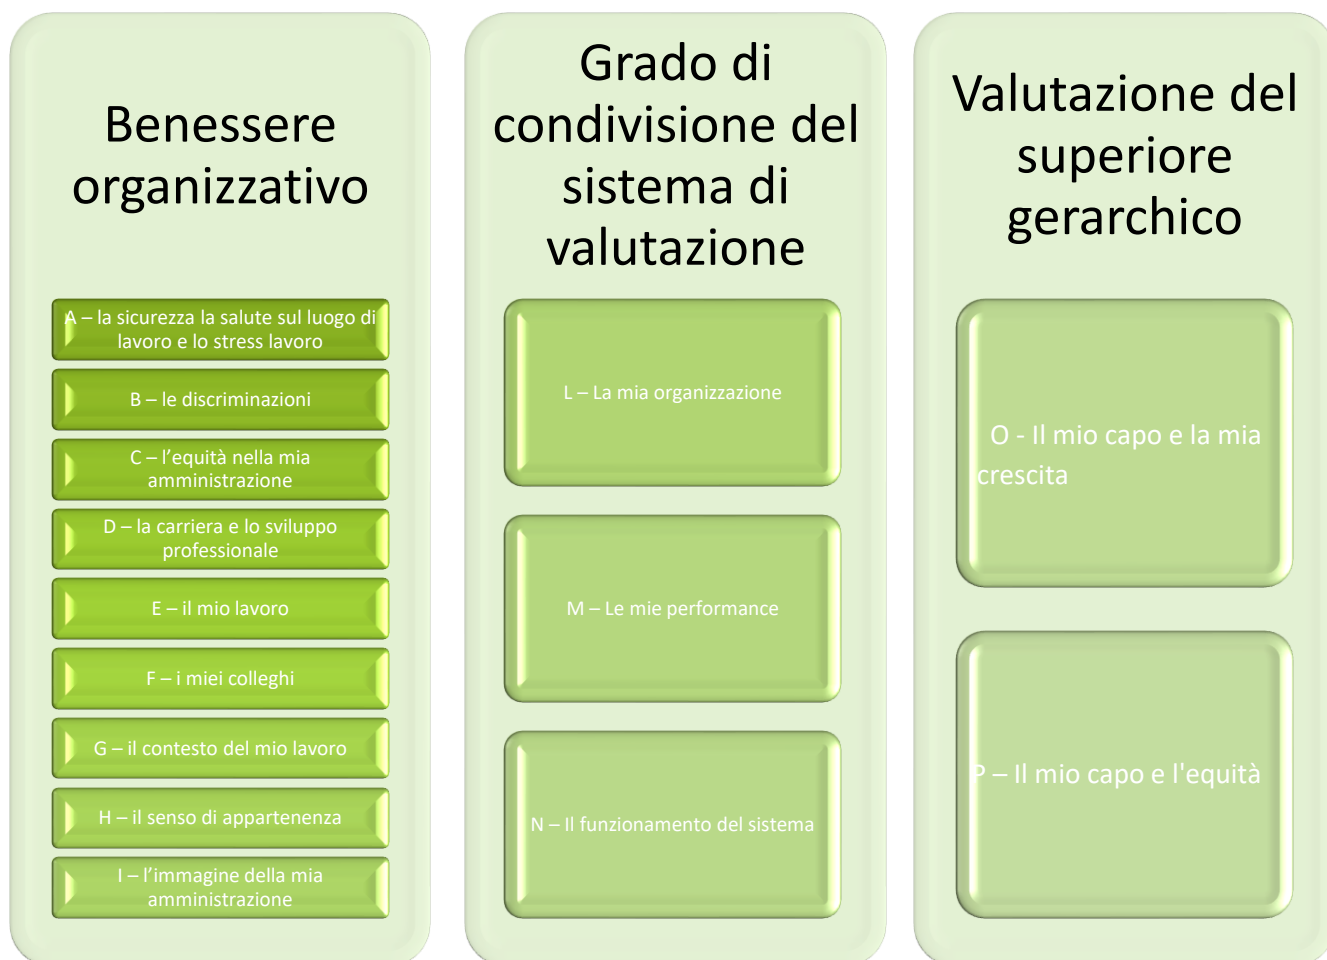 Benessere
organizzativo
A – la sicurezza la salute sul luogo di
lavoro e lo stress lavoro
B – le discriminazioni
C – l’equità nella mia
amministrazione
D – la carriera e lo sviluppo
professionale
E – il mio lavoro
F – i miei colleghi
G – il contesto del mio lavoro
H – il senso di appartenenza
I – l’immagine della mia
amministrazione
Grado di
condivisione del
sistema di
valutazione
L – La mia organizzazione
M – Le mie performance
N – Il funzionamento del sistema
Valutazione del
superiore
gerarchico
O - Il mio capo e la mia
crescita
P – Il mio capo e l'equità